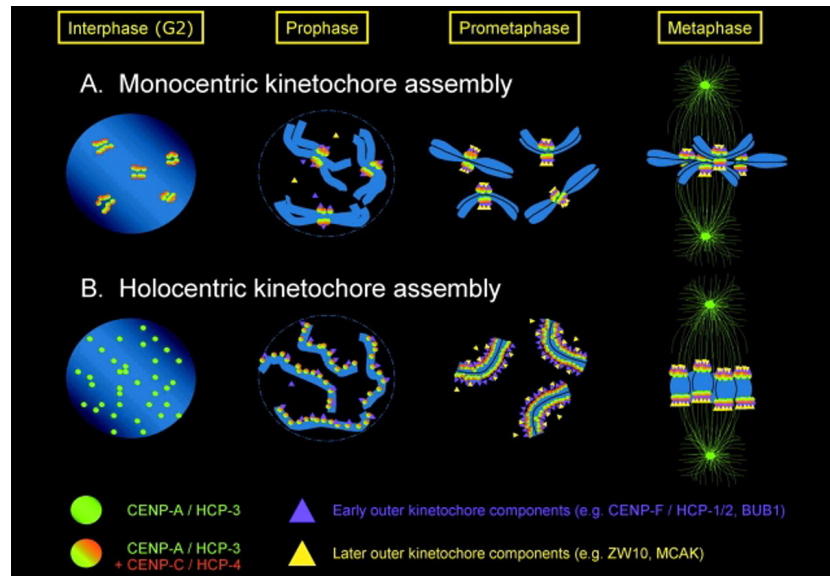 Interphase (G2)
Prophase
Prometaphase
Metaphase
A. Monocentric kinetochore assembly
B. Holocentric kinetochore assembly
CENP-A / HCP-3
Early outer kinetochore components (e.g. CENP-F / HCP-1/2, BUB1)
CENP-A / HCP-3
+ CENP-C / HCP-4
Later outer kinetochore components (e.g. ZW10, MCAK)